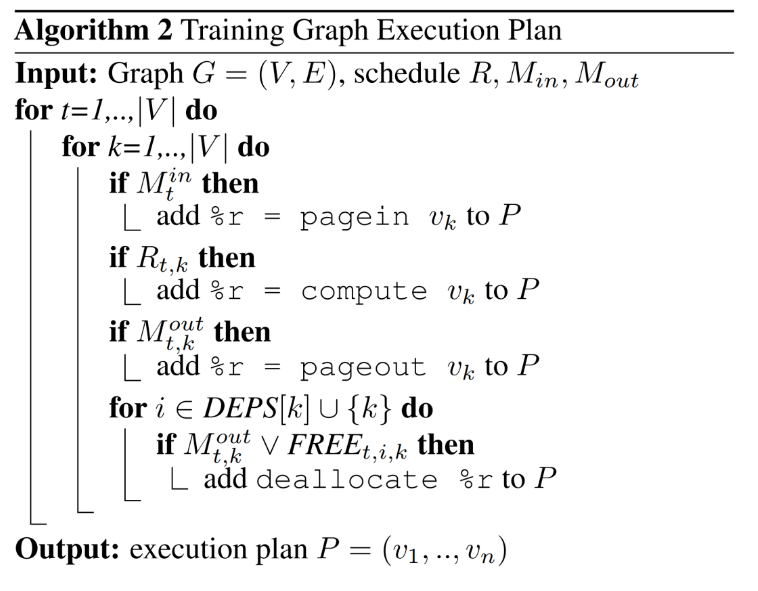 Algorithm 2 Training Graph Execution Plan
Input: Graph G = (V, E), schedule R, M_{in}, M_{out}
for t=1,..,|V| do
for k=1,..,|V| do
if M_t^{in} then
add %r = pagein v_k to P
if R_{t,k} then
add %r = compute v_k to P
if M_{t,k}^{out} then
add %r = pageout v_k to P
for i ∈ DEPS[k] ∪ {k} do
if M_{t,k}^{out} ∨ FREE_{t,i,k} then
add deallocate %r to P
Output: execution plan P = (v_1, .., v_n)